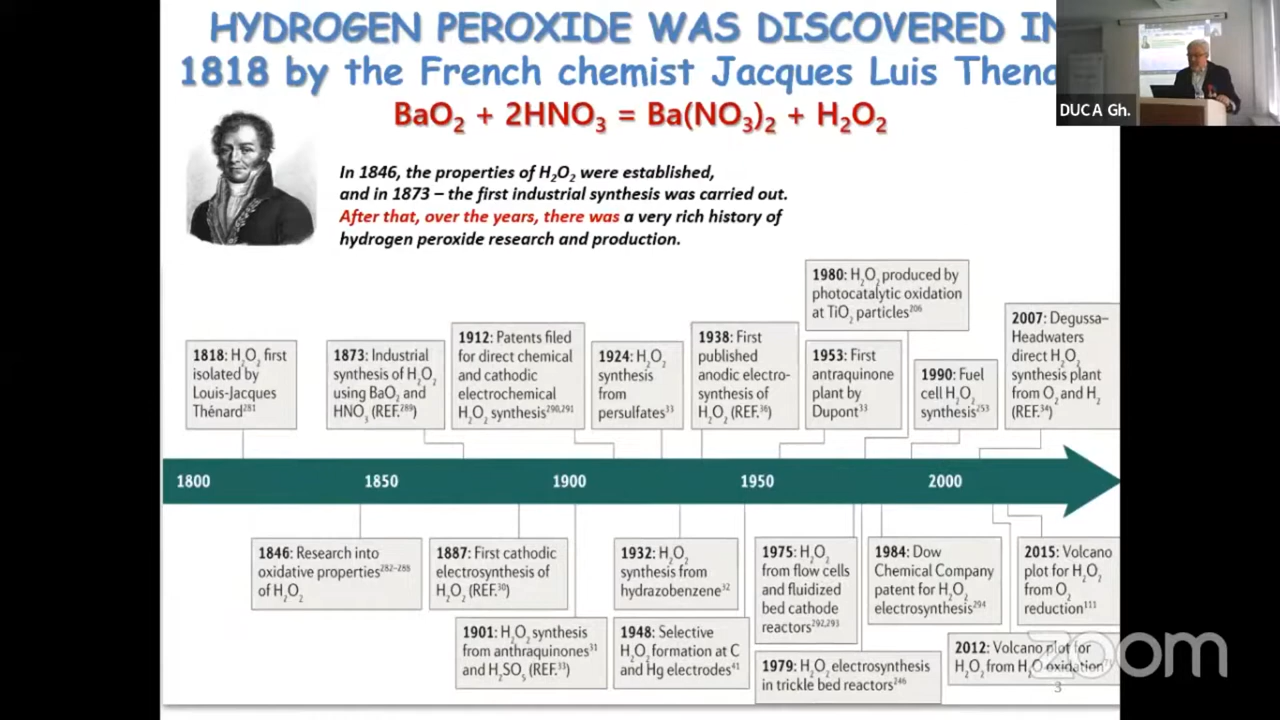 HYDROGEN PEROXIDE WAS DISCOVERED IN
1818 by the French chemist Jacques Luis Thena
DUCA Gh.
BaO₂ + 2HNO₃ = Ba(NO₃)₂ + H₂O₂
In 1846, the properties of H₂O₂ were established,
and in 1873 – the first industrial synthesis was carried out.
After that, over the years, there was a very rich history of
hydrogen peroxide research and production.
1818: H₂O₂ first
isolated by
Louis-Jacques
Thénard²⁸¹
1873: Industrial
synthesis of H₂O₂
using BaO₂ and
HNO₃ (REF.²⁸⁹)
1912: Patents filed
for direct chemical
and cathodic
electrochemical
H₂O₂ synthesis²⁹⁰,²⁹¹
1924: H₂O₂
synthesis
from
persulfates³³
1938: First
published
anodic electro-
synthesis of
H₂O₂ (REF.³⁶)
1980: H₂O₂ produced by
photocatalytic oxidation
at TiO₂ particles²⁰⁶
1953: First
antraquinone
plant by
Dupont³³
1990: Fuel
cell H₂O₂
synthesis²⁵³
2007: Degussa–
Headwaters
direct H₂O₂
synthesis plant
from O₂ and H₂
(REF.³⁴)
1800 1850 1900 1950 2000
1846: Research into
oxidative properties²⁸²⁻²⁸⁸
of H₂O₂
1887: First cathodic
electrosynthesis of
H₂O₂ (REF.³⁰)
1901: H₂O₂ synthesis
from anthraquinones³¹
and H₂SO₅ (REF.³³)
1932: H₂O₂
synthesis from
hydrazobenzene³²
1948: Selective
H₂O₂ formation at C
and Hg electrodes⁴¹
1975: H₂O₂
from flow cells
and fluidized
bed cathode
reactors²⁹²,²⁹³
1979: H₂O₂ electrosynthesis
in trickle bed reactors²⁴⁶
1984: Dow
Chemical Company
patent for H₂O₂
electrosynthesis²⁹⁴
2015: Volcano
plot for H₂O₂
from O₂
reduction¹¹¹
2012: Volcano plot for
H₂O₂ from H₂O oxidation
zoom
3